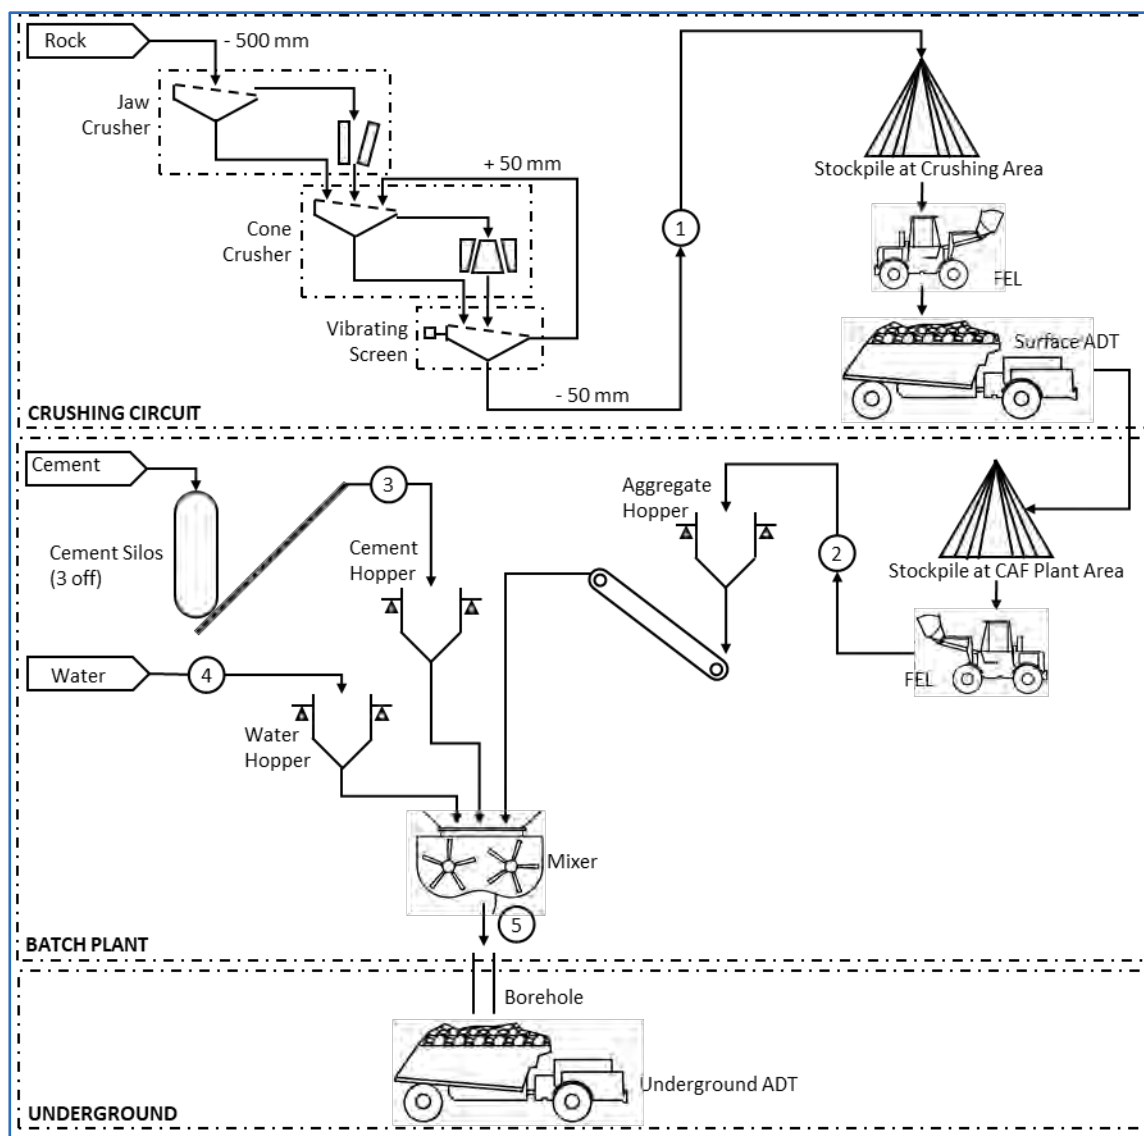 Rock
- 500 mm
Jaw
Crusher
+ 50 mm
Cone
Crusher
Vibrating
Screen
- 50 mm
1
Stockpile at Crushing Area
FEL
Surface ADT
CRUSHING CIRCUIT
Cement
3
Cement Silos
(3 off)
Cement
Hopper
Aggregate
Hopper
2
Stockpile at CAF Plant Area
FEL
Water
4
Water
Hopper
Mixer
5
BATCH PLANT
Borehole
Underground ADT
UNDERGROUND